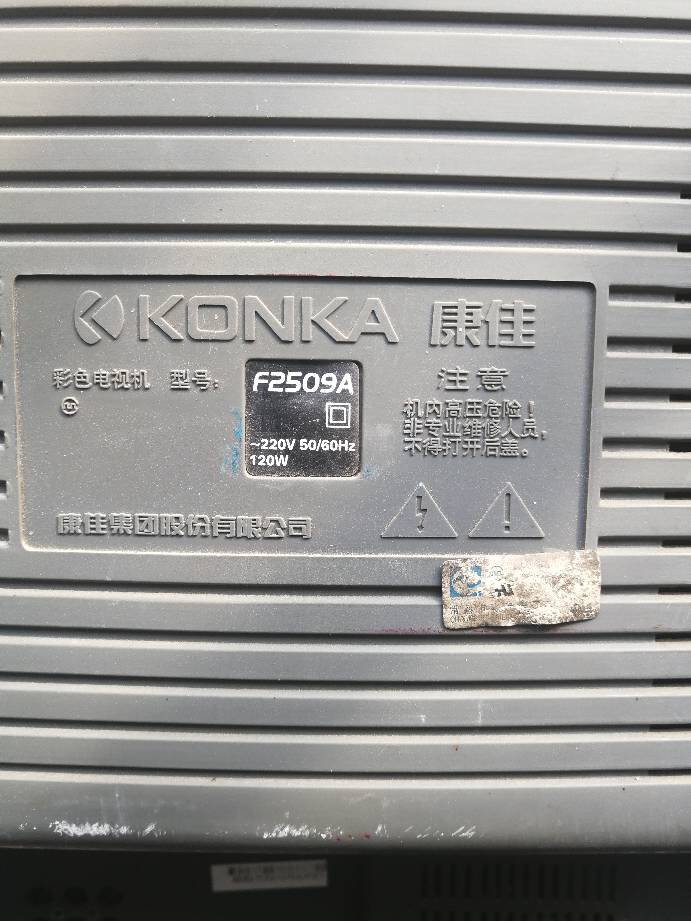 KONKA 康佳
彩色电视机 型号:
F2509A
~220V 50/60Hz
120W
注意
机内高压危险!
非专业维修人员,
不得打开后盖。
康佳集团股份有限公司